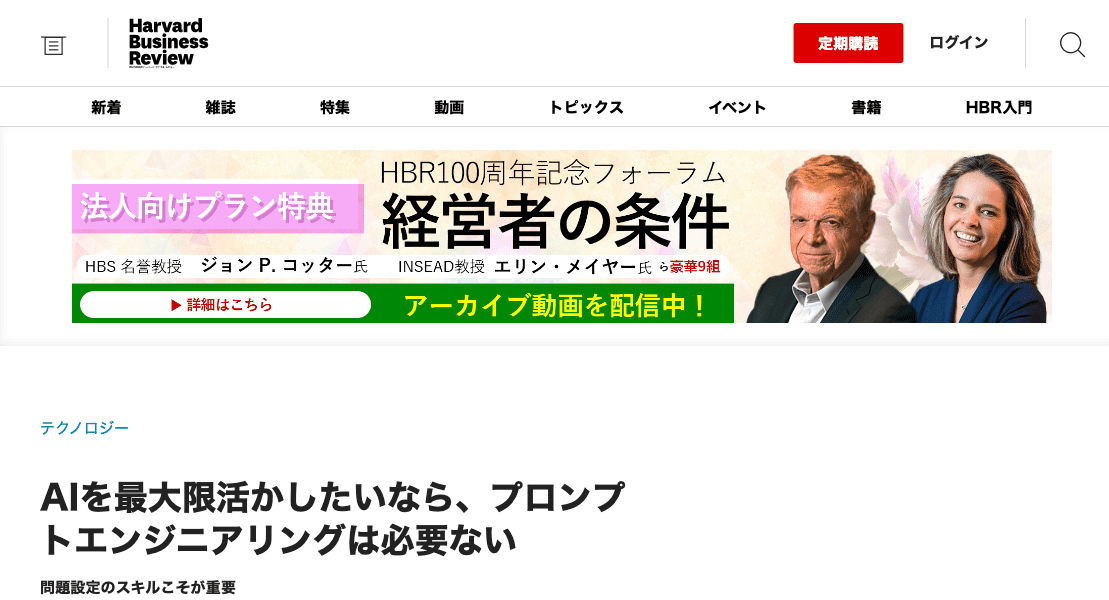 Harvard
Business
Review
定期購読
ログイン
新着 雑誌 特集 動画 トピックス イベント 書籍 HBR入門
法人向けプラン特典
HBR100周年記念フォーラム
経営者の条件
HBS 名誉教授 ジョン P. コッター氏 INSEAD教授 エリン・メイヤー氏 ら豪華9組
▶ 詳細はこちら
アーカイブ動画を配信中！
テクノロジー
AIを最大限活かしたいなら、プロンプ
トエンジニアリングは必要ない
問題設定のスキルこそが重要